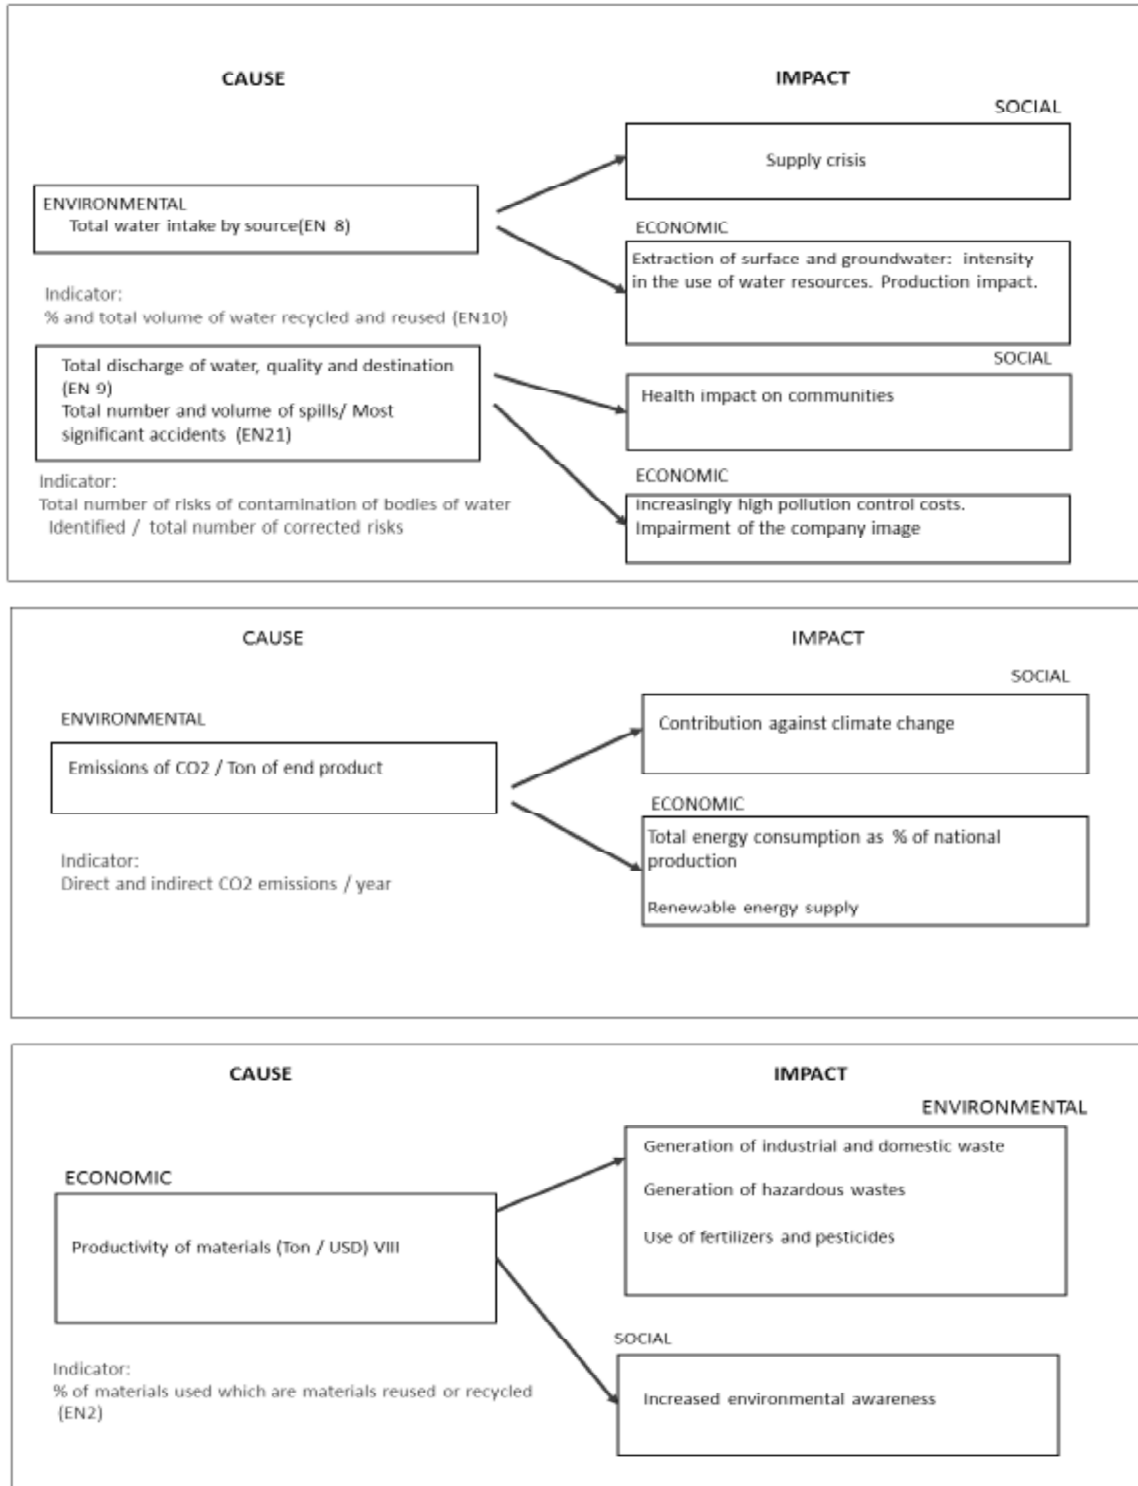 CAUSE
IMPACT
SOCIAL
Supply crisis
ENVIRONMENTAL
Total water intake by source(EN 8)
ECONOMIC
Extraction of surface and groundwater: intensity
in the use of water resources. Production impact.
Indicator:
% and total volume of water recycled and reused (EN10)
SOCIAL
Total discharge of water, quality and destination
(EN 9)
Total number and volume of spills/ Most
significant accidents (EN21)
Health impact on communities
Indicator:
Total number of risks of contamination of bodies of water
Identified / total number of corrected risks
ECONOMIC
Increasingly high pollution control costs.
Impairment of the company image
CAUSE
IMPACT
SOCIAL
ENVIRONMENTAL
Contribution against climate change
Emissions of CO2 / Ton of end product
ECONOMIC
Total energy consumption as % of national
production
Renewable energy supply
Indicator:
Direct and indirect CO2 emissions / year
CAUSE
IMPACT
ENVIRONMENTAL
Generation of industrial and domestic waste
Generation of hazardous wastes
Use of fertilizers and pesticides
ECONOMIC
Productivity of materials (Ton / USD) VIII
SOCIAL
Increased environmental awareness
Indicator:
% of materials used which are materials reused or recycled
(EN2)